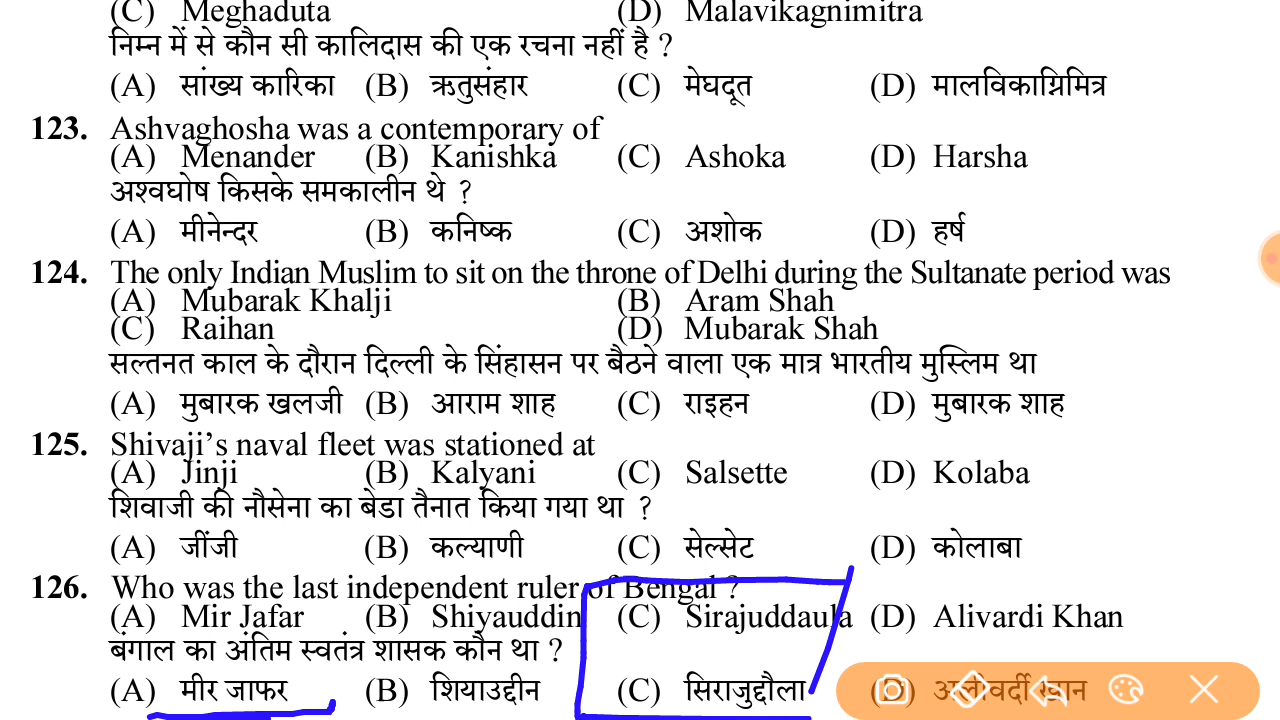 (C) Meghaduta (D) Malavikagnimitra
निम्न में से कौन सी कालिदास की एक रचना नहीं है ?
(A) सांख्य कारिका (B) ऋतुसंहार (C) मेघदूत (D) मालविकाग्निमित्र
123. Ashvaghosha was a contemporary of
(A) Menander (B) Kanishka (C) Ashoka (D) Harsha
अश्वघोष किसके समकालीन थे ?
(A) मीनेन्दर (B) कनिष्क (C) अशोक (D) हर्ष
124. The only Indian Muslim to sit on the throne of Delhi during the Sultanate period was
(A) Mubarak Khalji (B) Aram Shah
(C) Raihan (D) Mubarak Shah
सल्तनत काल के दौरान दिल्ली के सिंहासन पर बैठने वाला एक मात्र भारतीय मुस्लिम था
(A) मुबारक खलजी (B) आराम शाह (C) राइहन (D) मुबारक शाह
125. Shivaji's naval fleet was stationed at
(A) Jinji (B) Kalyani (C) Salsette (D) Kolaba
शिवाजी की नौसेना का बेडा तैनात किया गया था ?
(A) जींजी (B) कल्याणी (C) सेल्सेट (D) कोलाबा
126. Who was the last independent ruler of Bengal ?
(A) Mir Jafar (B) Shiyauddin (C) Sirajuddaula (D) Alivardi Khan
बंगाल का अंतिम स्वतंत्र शासक कौन था ?
(A) मीर जाफर (B) शियाउद्दीन (C) सिराजुद्दौला (D) अलीवर्दी खान